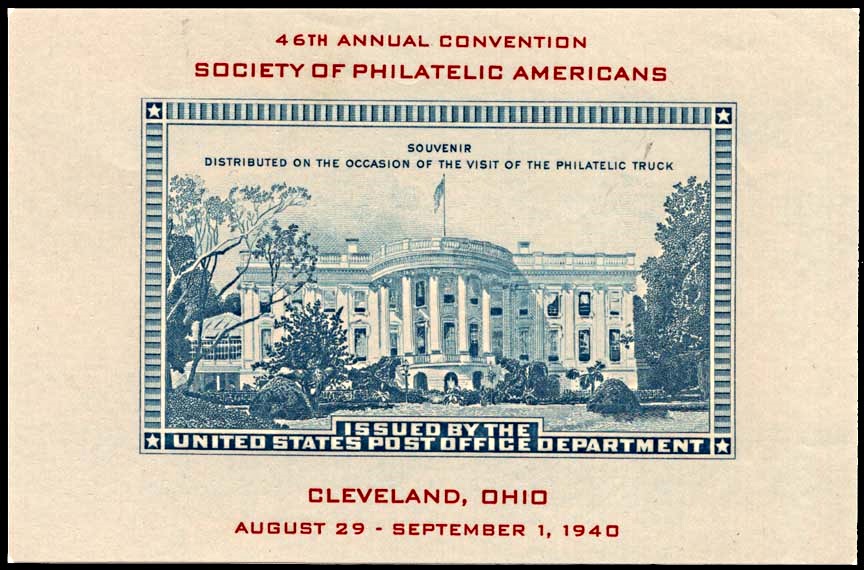 46TH ANNUAL CONVENTION
SOCIETY OF PHILATELIC AMERICANS
SOUVENIR
DISTRIBUTED ON THE OCCASION OF THE VISIT OF THE PHILATELIC TRUCK
ISSUED BY THE
UNITED STATES POST OFFICE DEPARTMENT
CLEVELAND, OHIO
AUGUST 29 - SEPTEMBER 1, 1940